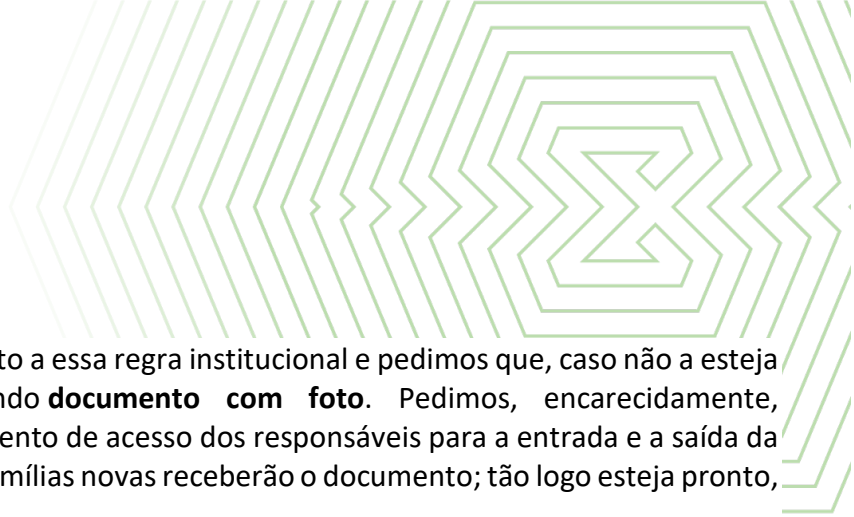 to a essa regra institucional e pedimos que, caso não a esteja
ndo documento com foto. Pedimos, encarecidamente,
ento de acesso dos responsáveis para a entrada e a saída da
mílias novas receberão o documento; tão logo esteja pronto,